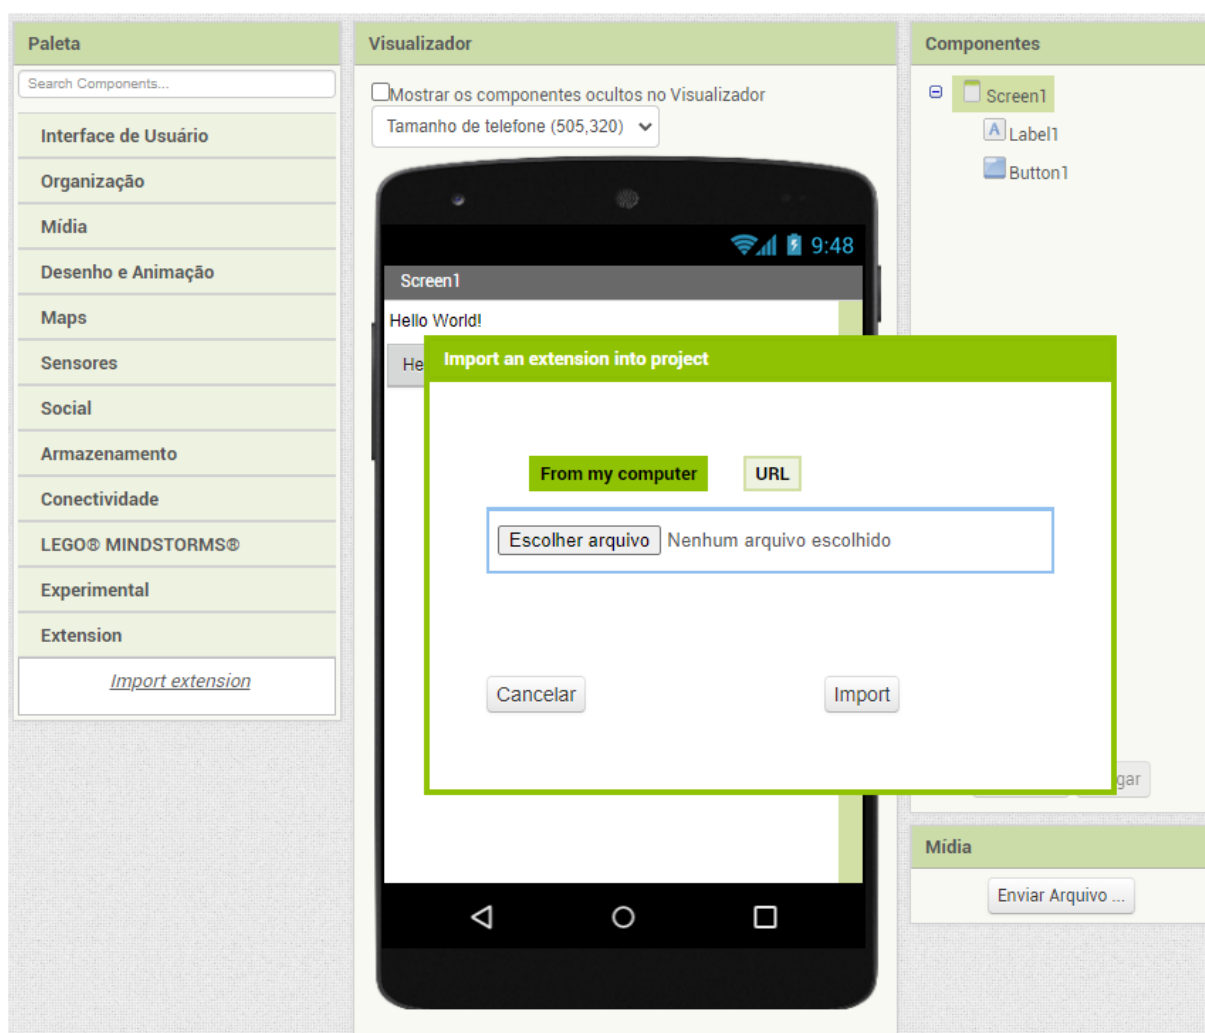 Paleta
Search Components...
Interface de Usuário
Organização
Mídia
Desenho e Animação
Maps
Sensores
Social
Armazenamento
Conectividade
LEGO® MINDSTORMS®
Experimental
Extension
Import extension
Visualizador
Mostrar os componentes ocultos no Visualizador
Tamanho de telefone (505,320)
9:48
Screen1
Hello World!
He
Import an extension into project
From my computer
URL
Escolher arquivo Nenhum arquivo escolhido
Cancelar
Import
Componentes
Screen1
A Label1
Button1
gar
Mídia
Enviar Arquivo ...